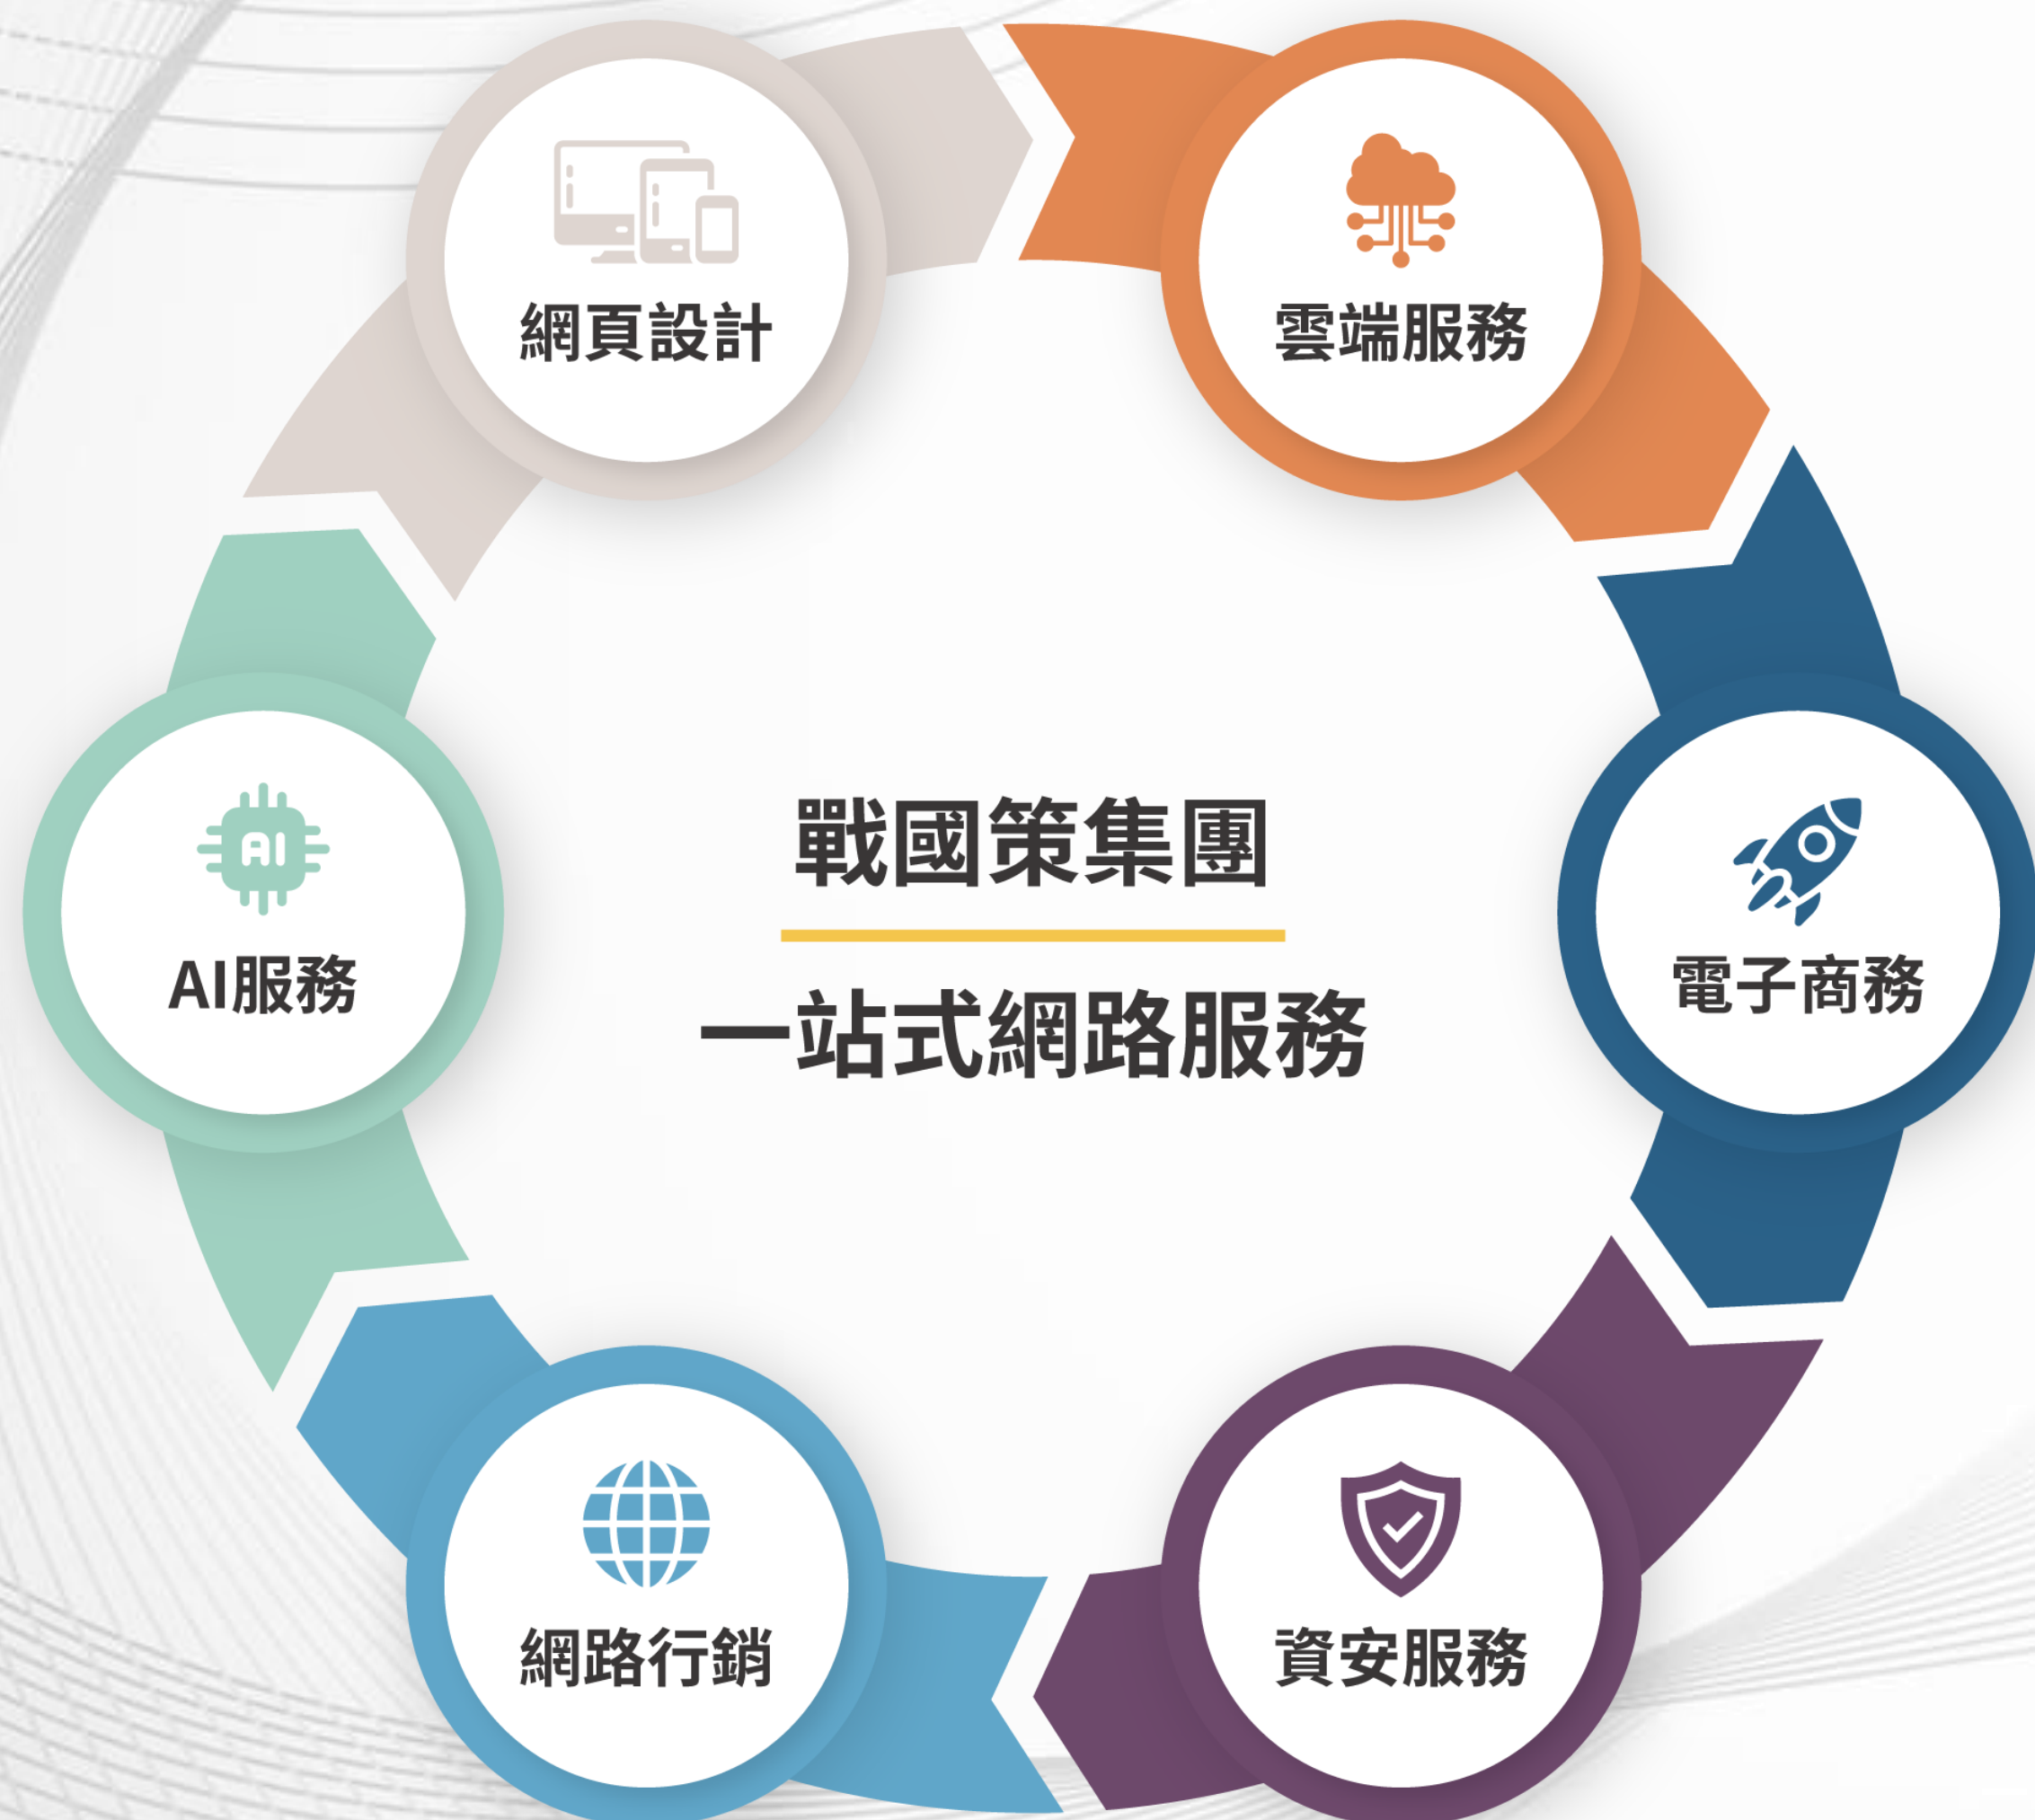 網頁設計
雲端服務
AI
AI服務
戰國策集團
一站式網路服務
電子商務
網路行銷
資安服務